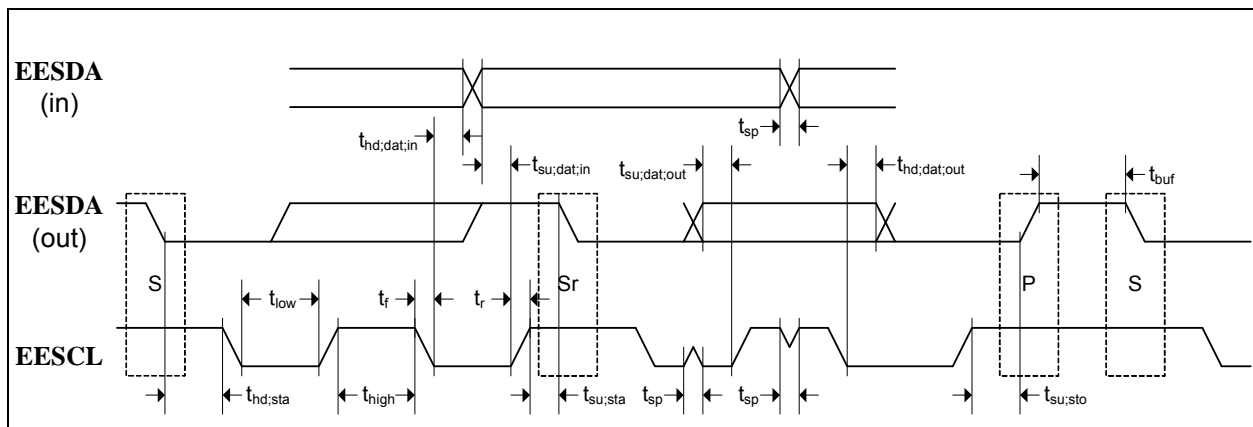 EESDA
(in)
t_hd;dat;in
t_sp
t_su;dat;in
t_su;dat;out
t_hd;dat;out
t_buf
EESDA
(out)
S
t_low
t_f
t_r
Sr
P
S
EESCL
t_hd;sta
t_high
t_su;sta
t_sp
t_sp
t_su;sto